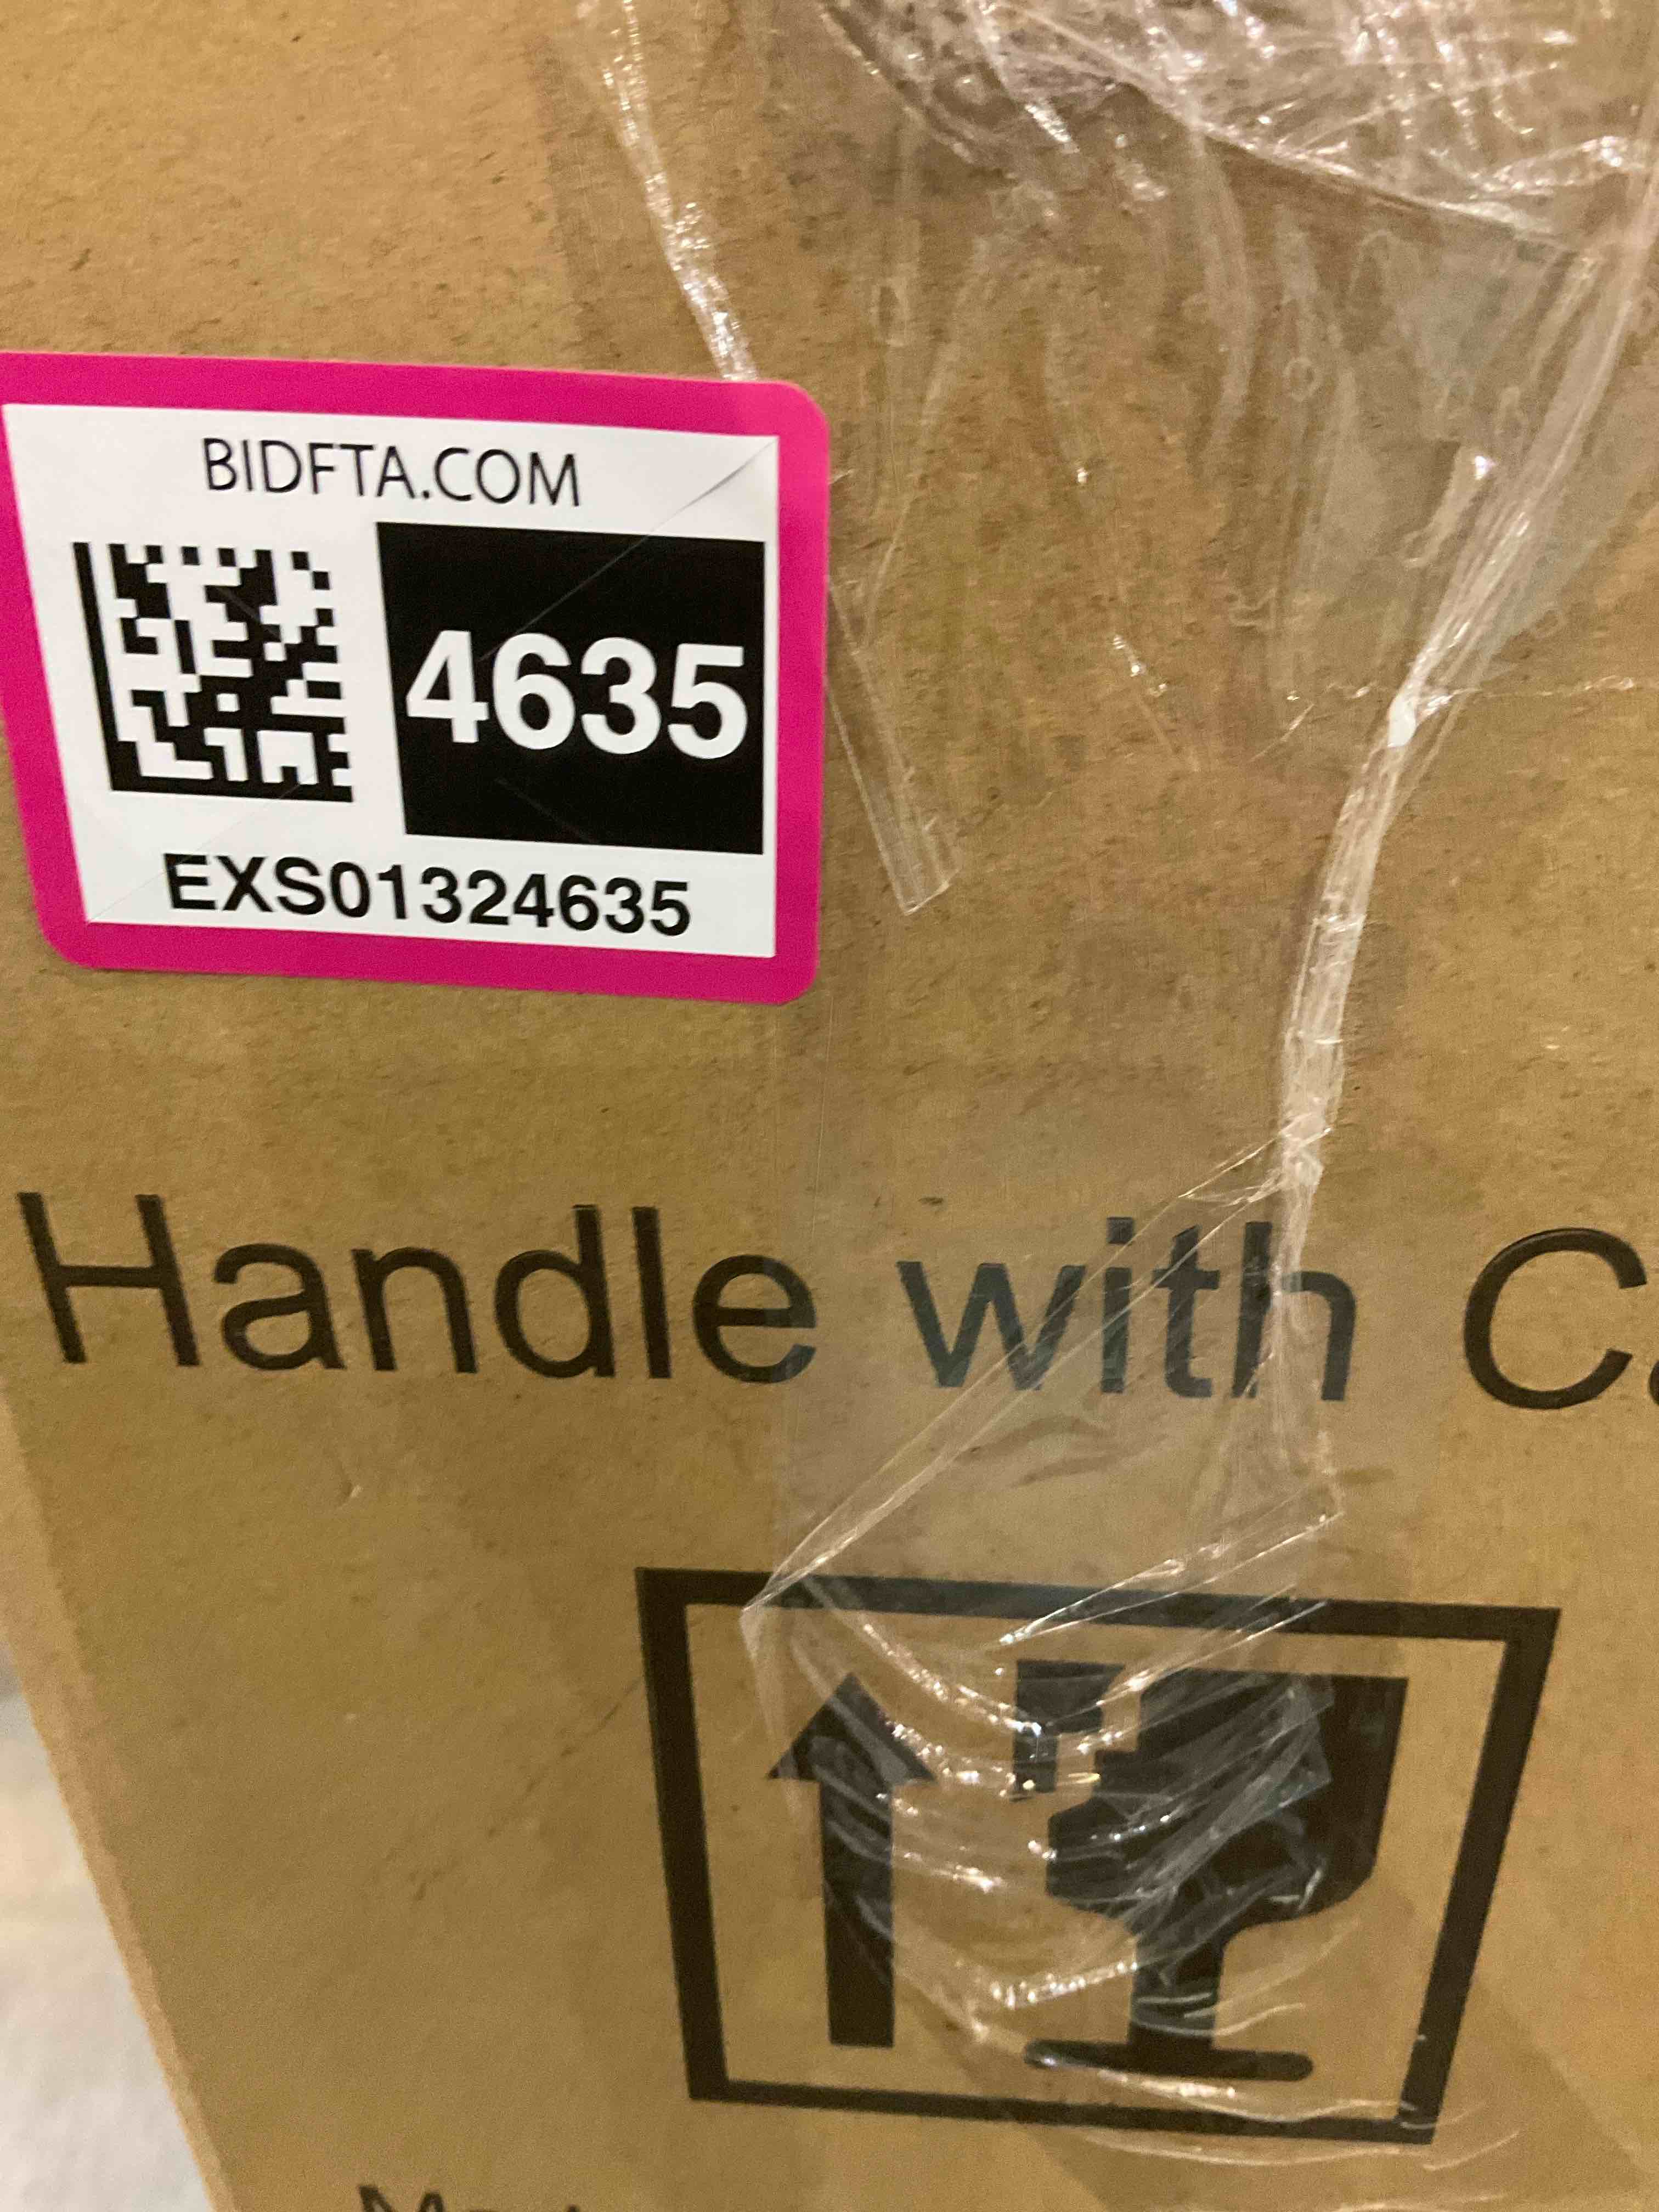 BIDFTA.COM
4635
EXS01324635
Handle with